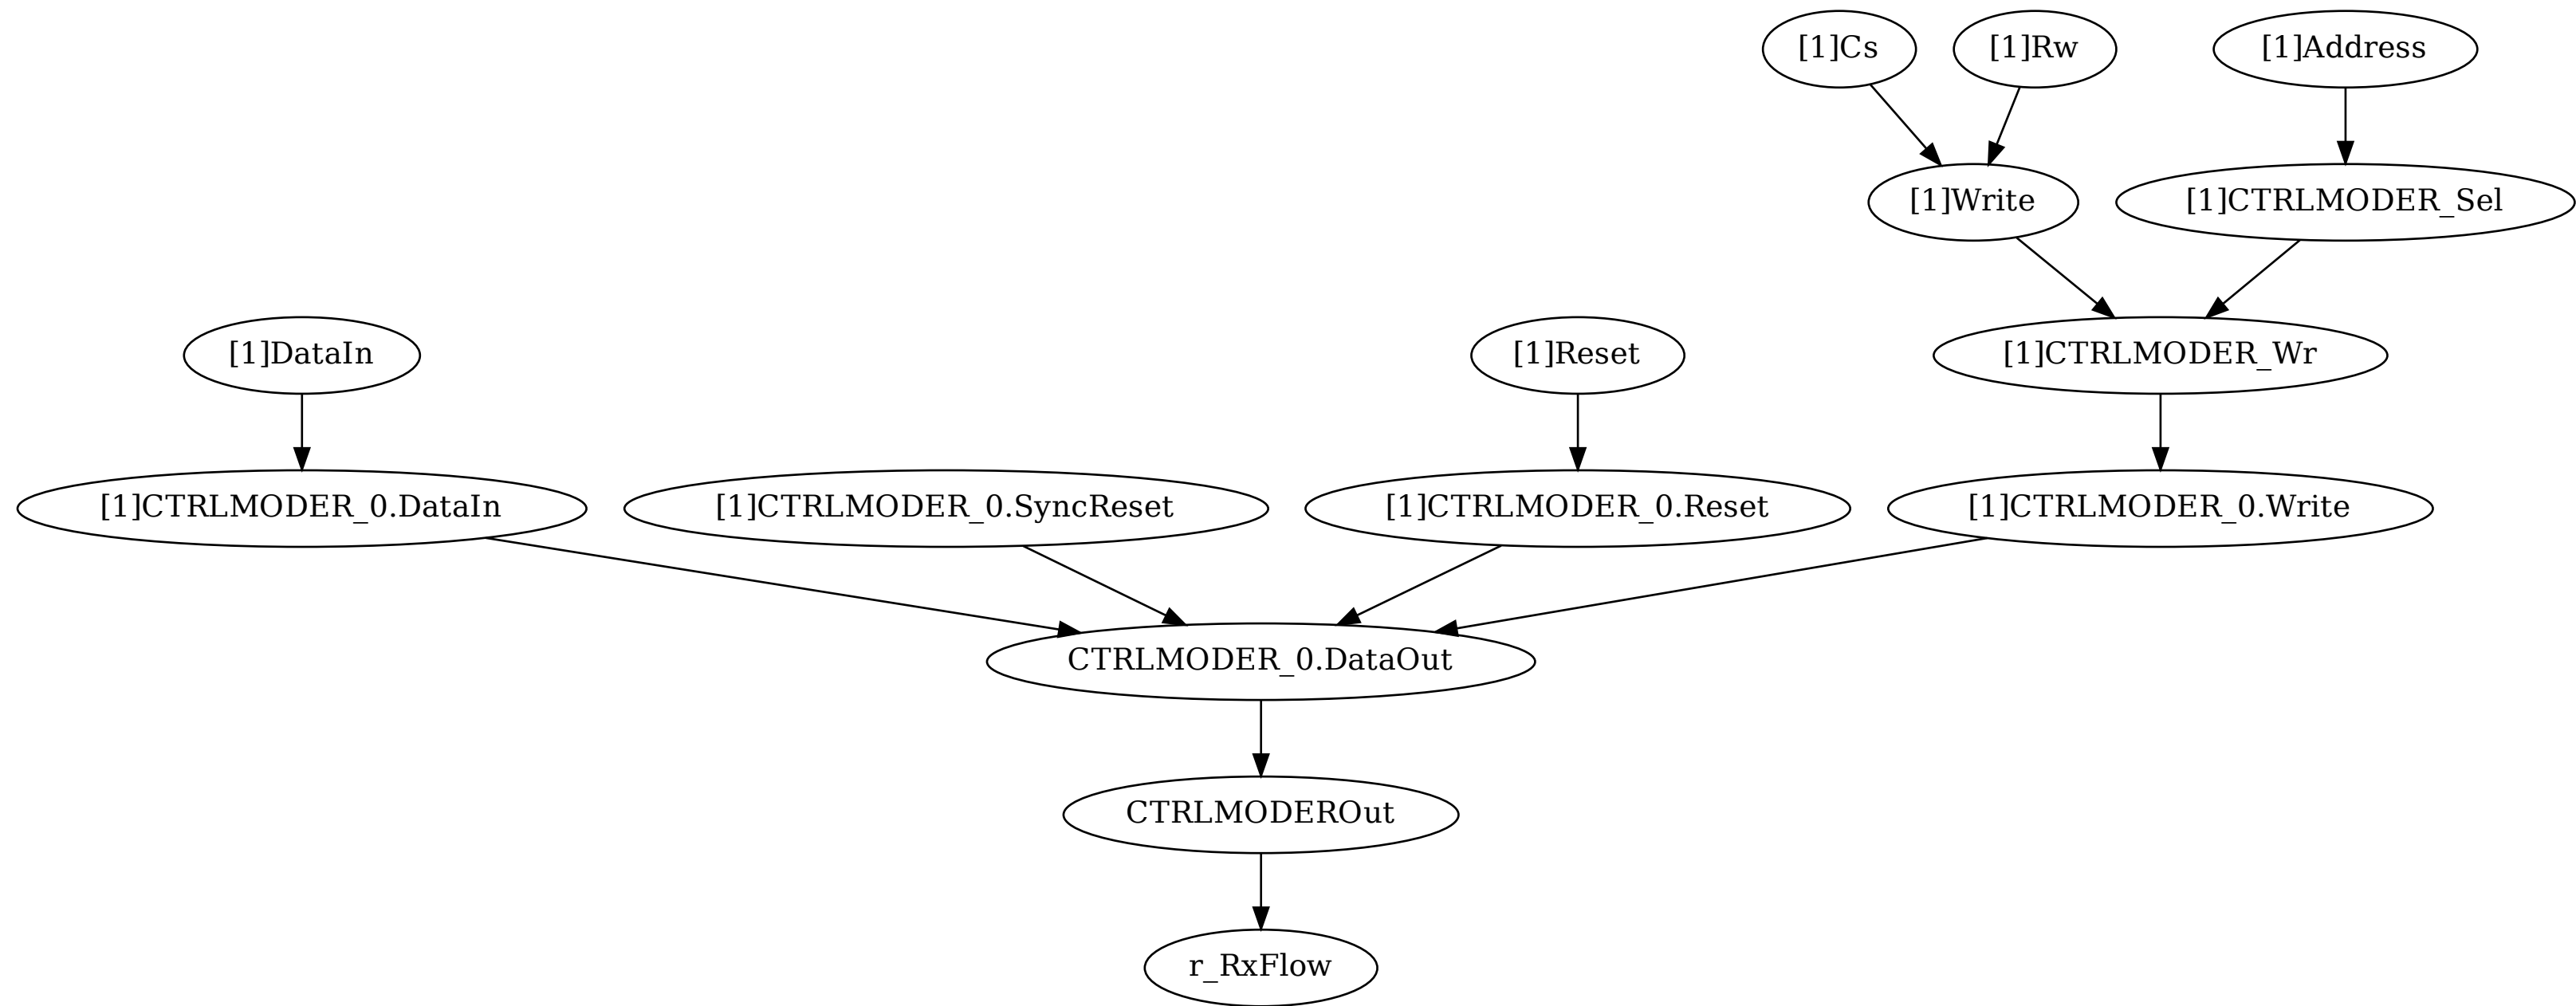 [1]Cs
[1]Rw
[1]Address
[1]Write
[1]CTRLMODER_Sel
[1]DataIn
[1]Reset
[1]CTRLMODER_Wr
[1]CTRLMODER_0.DataIn
[1]CTRLMODER_0.SyncReset
[1]CTRLMODER_0.Reset
[1]CTRLMODER_0.Write
CTRLMODER_0.DataOut
CTRLMODEROut
r_RxFlow